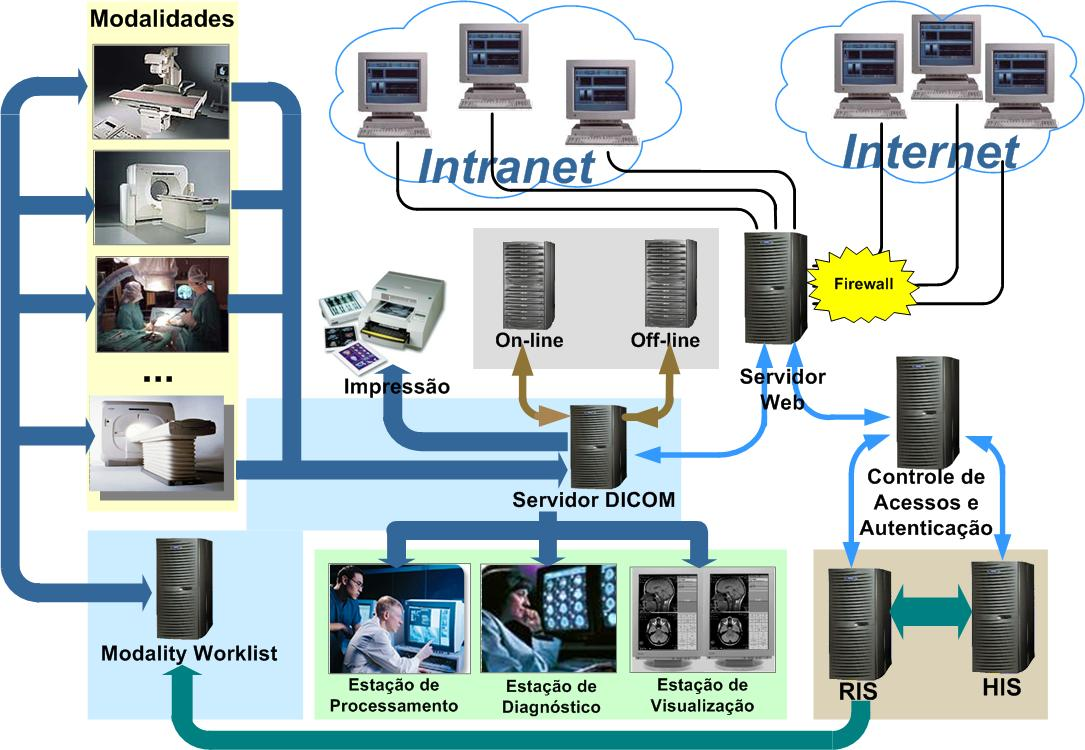 Modalidades
Intranet
Internet
Firewall
On-line
Off-line
Impressão
Servidor
Web
...
Servidor DICOM
Controle de
Acessos e
Autenticação
Modality Worklist
Estação de
Processamento
Estação de
Diagnóstico
Estação de
Visualização
RIS
HIS